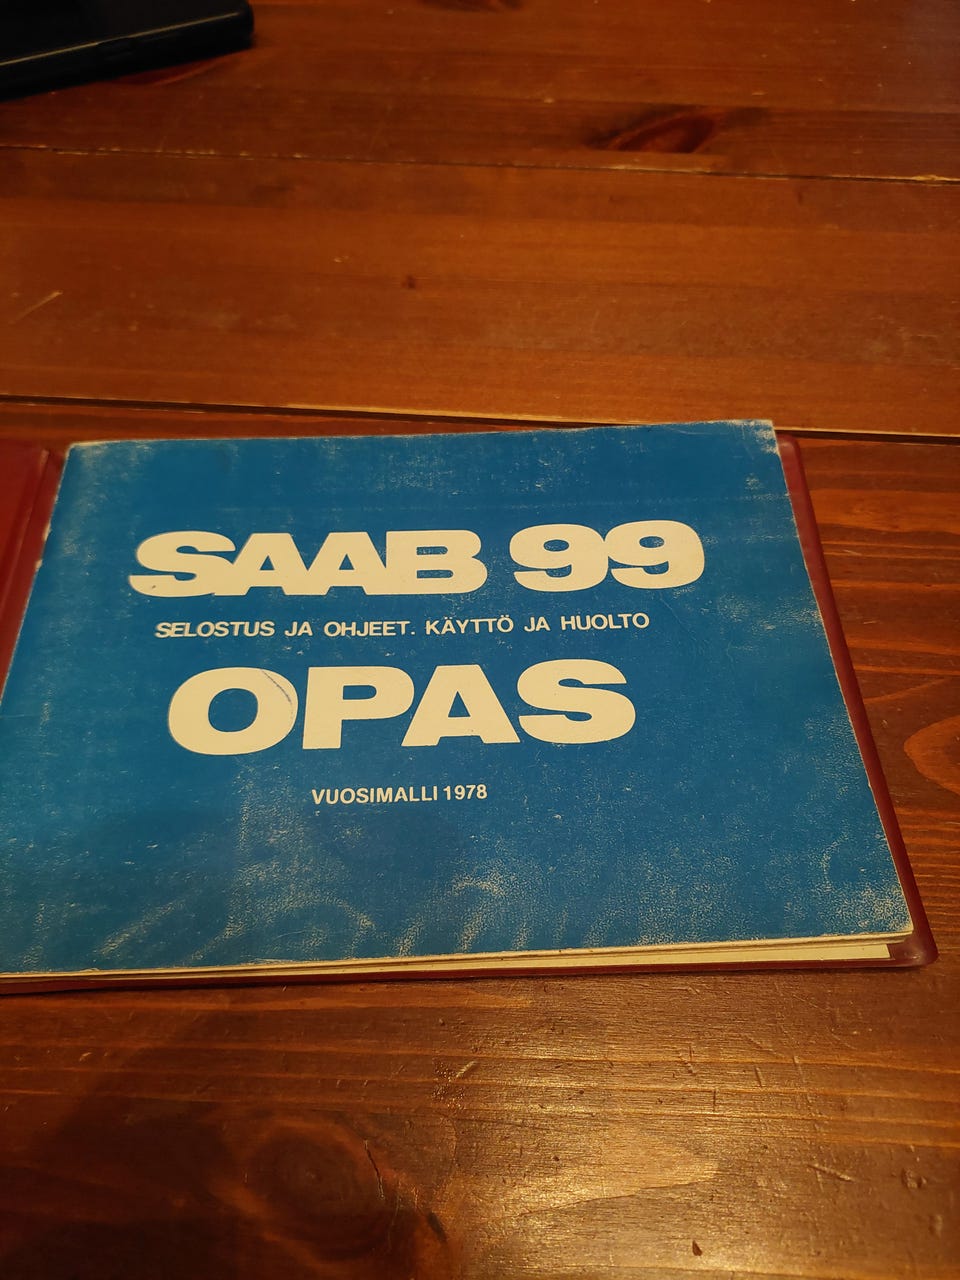 SAAB 99
SELOSTUS JA OHJEET. KÄYTTÖ JA HUOLTO
OPAS
VUOSIMALLI 1978